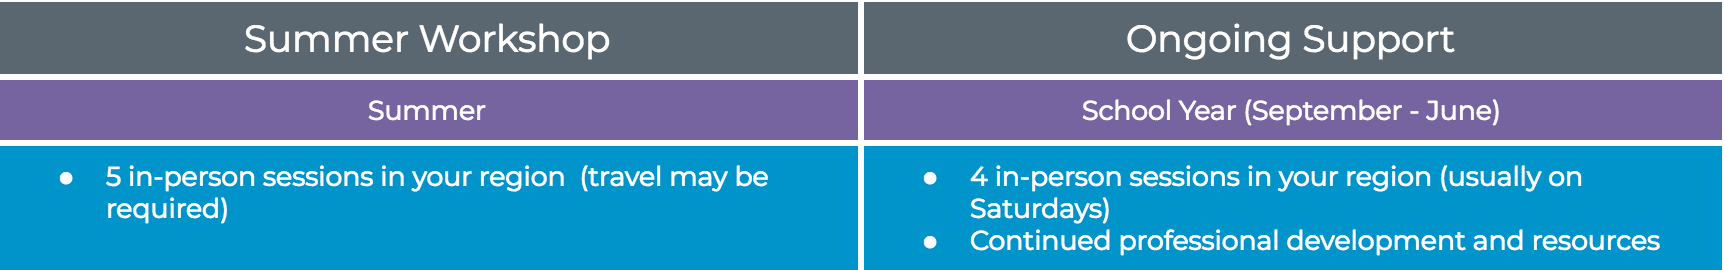 Summer Workshop
Ongoing Support
Summer
School Year (September - June)
● 5 in-person sessions in your region  (travel may be
required)
● 4 in-person sessions in your region (usually on
Saturdays)
● Continued professional development and resources